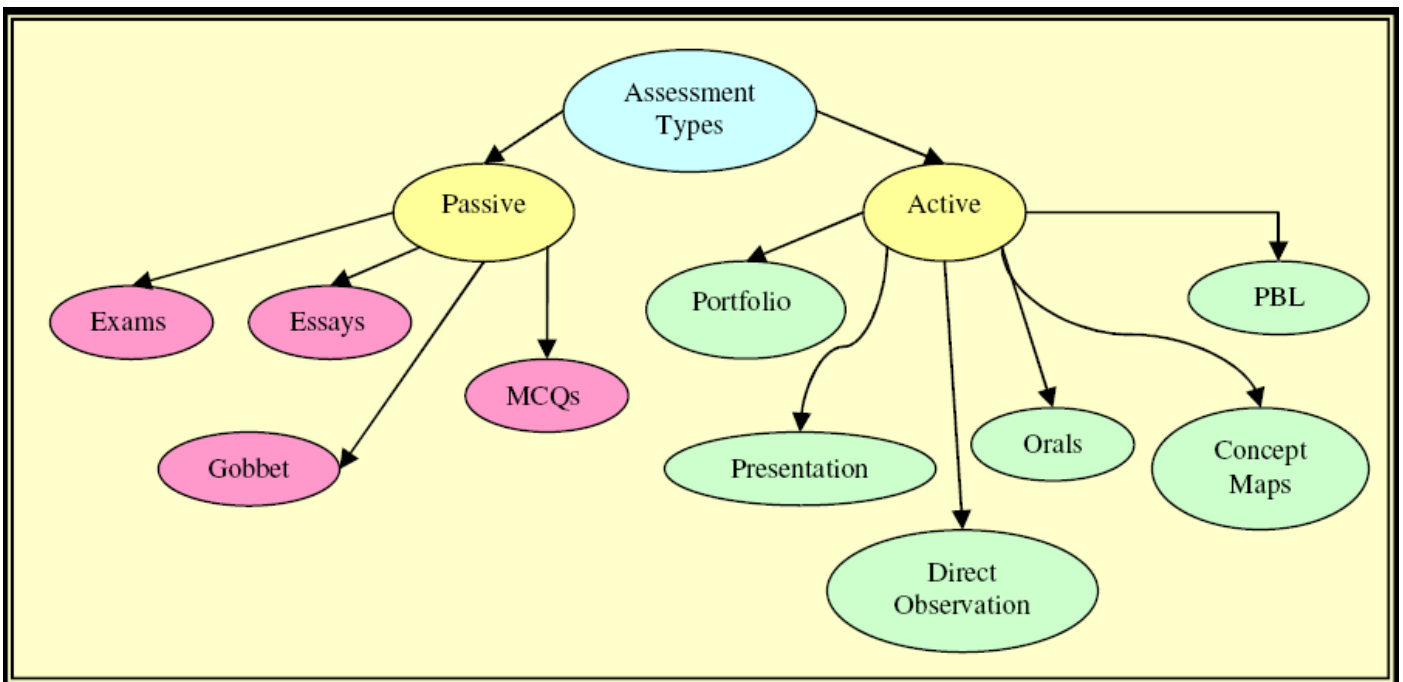 Assessment
Types
Passive
Active
Exams
Essays
MCQs
Gobbet
Portfolio
PBL
Presentation
Orals
Concept
Maps
Direct
Observation